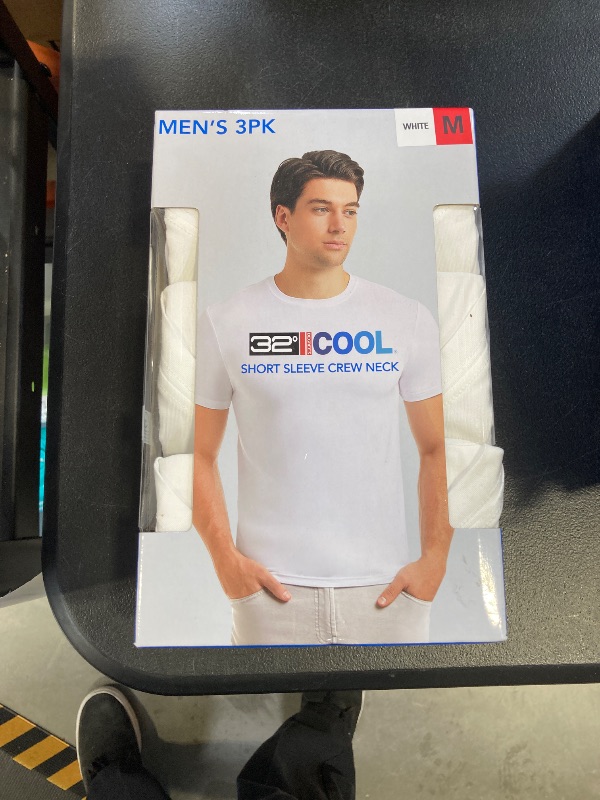 MEN'S 3PK
WHITE M
32° COOL
SHORT SLEEVE CREW NECK